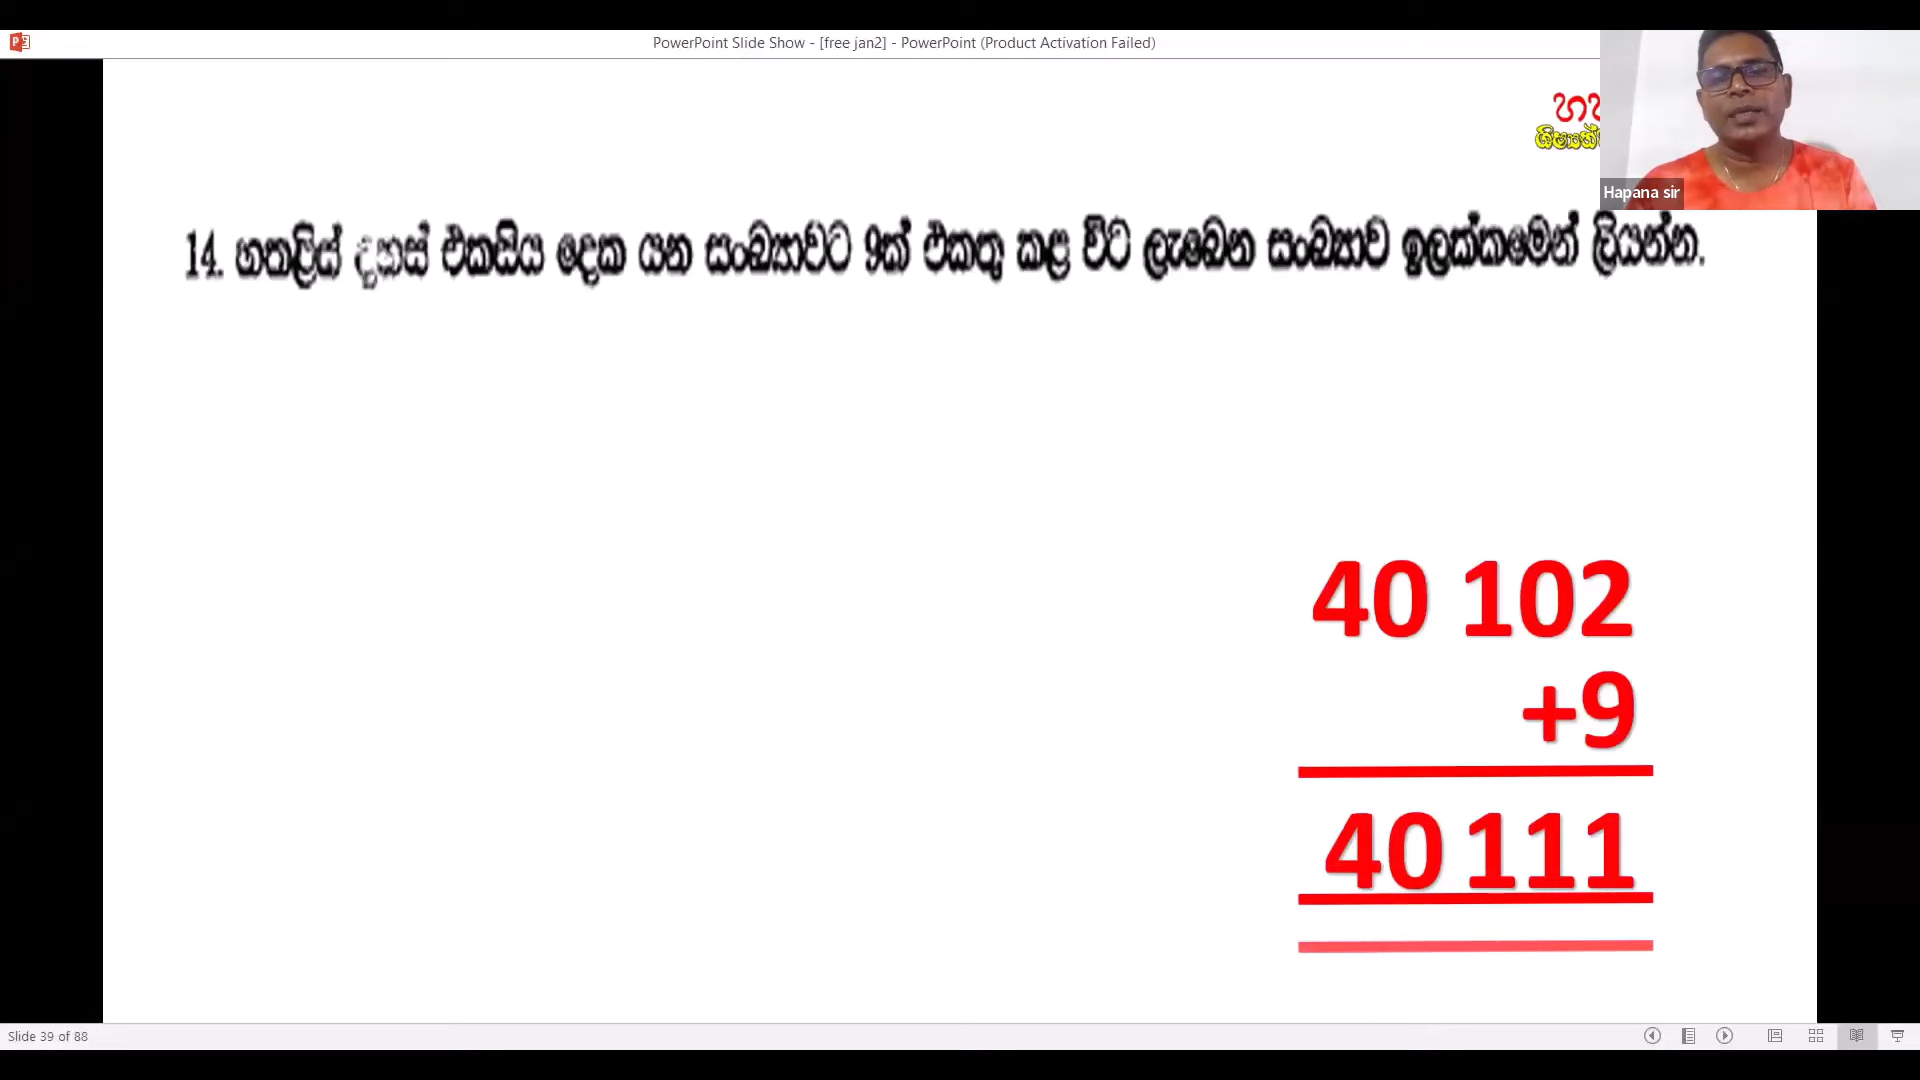 PowerPoint Slide Show - [free jan2] - PowerPoint (Product Activation Failed)
Hapana sir
14. හතළිස් දහස් එකසිය දෙක යන සංඛ්‍යාවට 9ක් එකතු කළ විට ලැබෙන සංඛ්‍යාව ඉලක්කමෙන් ලියන්න.
40 102
+9
40 111
Slide 39 of 88